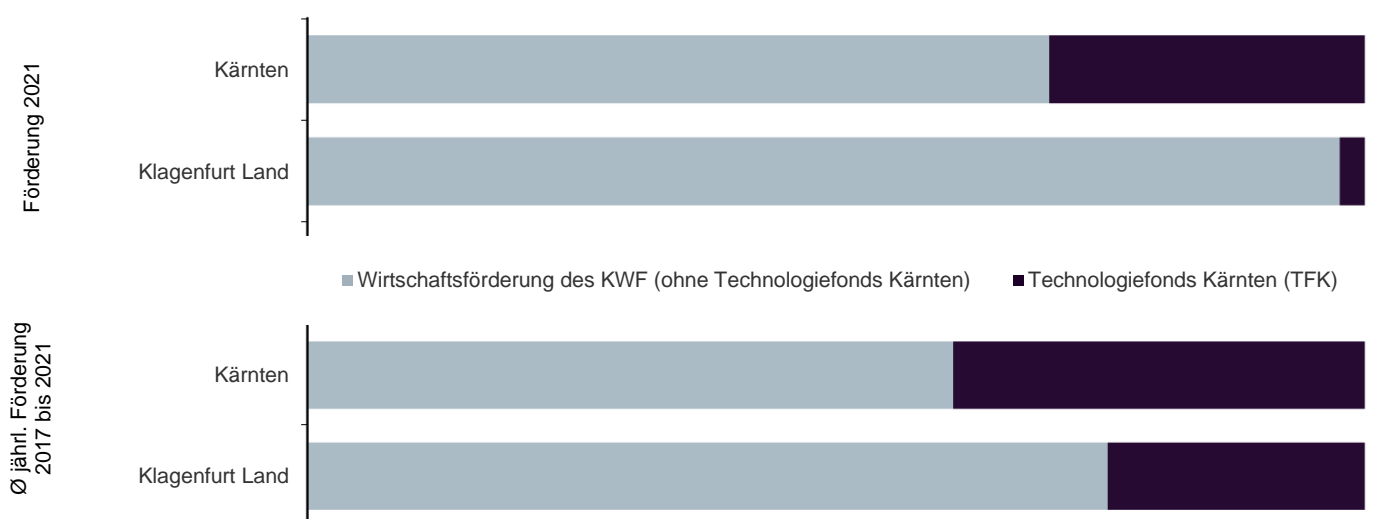 Förderung 2021
Kärnten
Klagenfurt Land
Wirtschaftsförderung des KWF (ohne Technologiefonds Kärnten)
Technologiefonds Kärnten (TFK)
Ø jährl. Förderung
2017 bis 2021
Kärnten
Klagenfurt Land